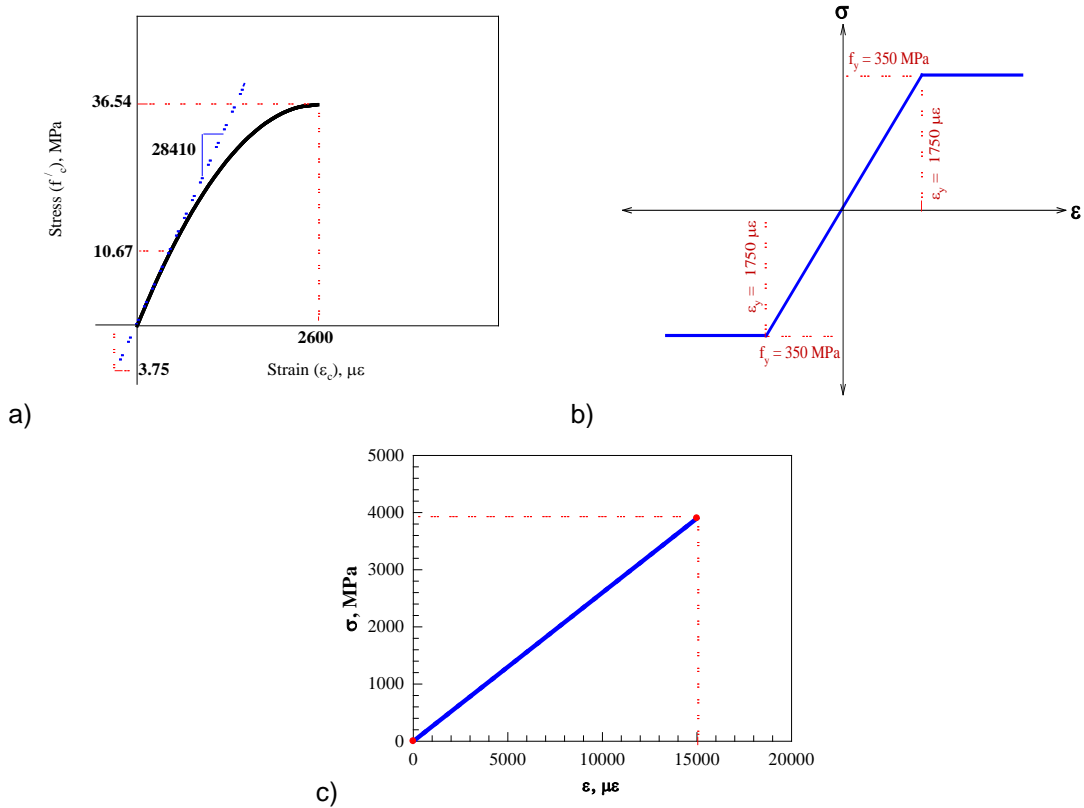 36.54
28410
10.67
3.75
2600
Stress (f′c), MPa
Strain (εc), με
a)
σ
fy = 350 MPa
εy = 1750 με
ε
εy = 1750 με
fy = 350 MPa
b)
5000
4000
3000
2000
1000
0
0 5000 10000 15000 20000
σ, MPa
ε, με
c)